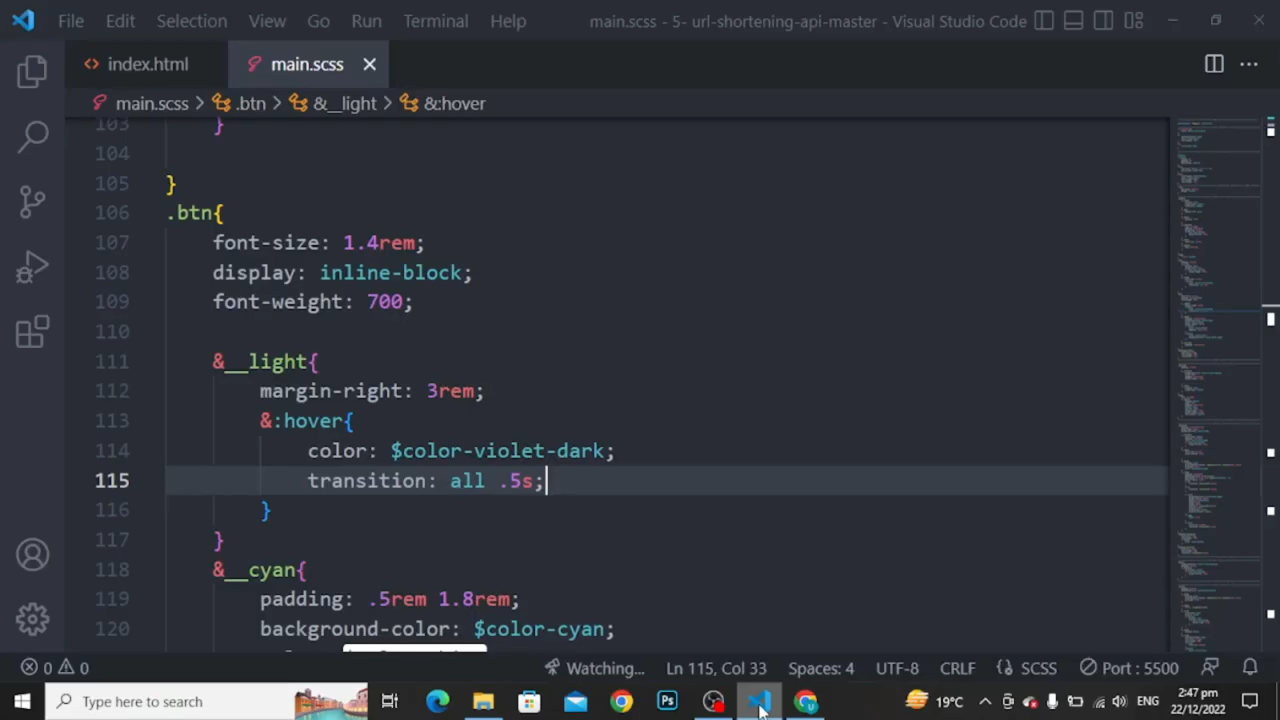 File Edit Selection View Go Run Terminal Help main.scss - 5- url-shortening-api-master - Visual Studio Code
index.html main.scss
main.scss > .btn > &__light > &:hover
103 }
104
105 }
106 .btn{
107 font-size: 1.4rem;
108 display: inline-block;
109 font-weight: 700;
110
111 &__light{
112 margin-right: 3rem;
113 &:hover{
114 color: $color-violet-dark;
115 transition: all .5s;
116 }
117 }
118 &__cyan{
119 padding: .5rem 1.8rem;
120 background-color: $color-cyan;
0 0 Watching... Ln 115, Col 33 Spaces: 4 UTF-8 CRLF SCSS Port : 5500
Type here to search Ps 19°C ENG 2:47 pm
22/12/2022